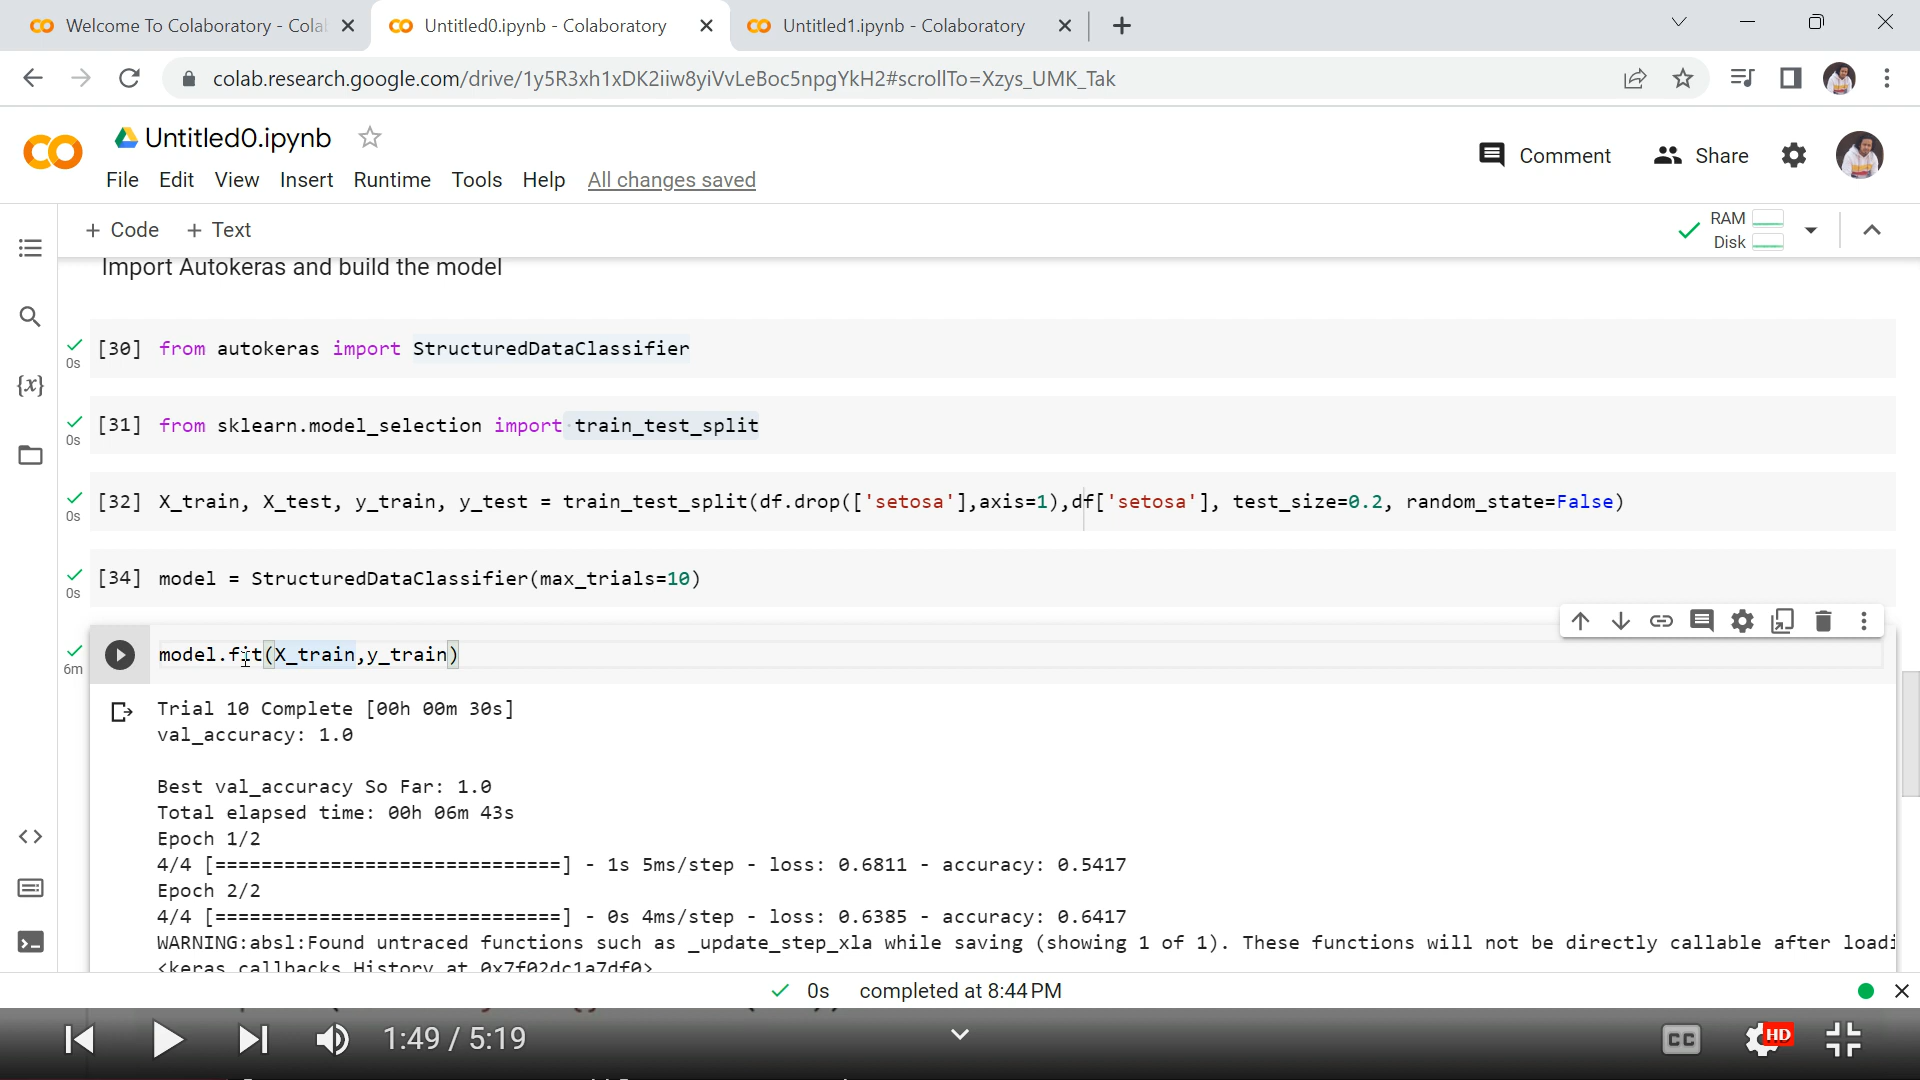 Welcome To Colaboratory - Cola
Untitled0.ipynb - Colaboratory
Untitled1.ipynb - Colaboratory
colab.research.google.com/drive/1y5R3xh1xDK2iiw8yiVvLeBoc5npgYkH2#scrollTo=Xzys_UMK_Tak
Untitled0.ipynb
Comment
Share
File Edit View Insert Runtime Tools Help All changes saved
+ Code + Text
RAM
Disk
Import Autokeras and build the model
[30] from autokeras import StructuredDataClassifier
0s
[31] from sklearn.model_selection import train_test_split
0s
[32] X_train, X_test, y_train, y_test = train_test_split(df.drop(['setosa'],axis=1),df['setosa'], test_size=0.2, random_state=False)
0s
[34] model = StructuredDataClassifier(max_trials=10)
0s
model.fit(X_train,y_train)
6m
Trial 10 Complete [00h 00m 30s]
val_accuracy: 1.0
Best val_accuracy So Far: 1.0
Total elapsed time: 00h 06m 43s
Epoch 1/2
4/4 [==============================] - 1s 5ms/step - loss: 0.6811 - accuracy: 0.5417
Epoch 2/2
4/4 [==============================] - 0s 4ms/step - loss: 0.6385 - accuracy: 0.6417
WARNING:absl:Found untraced functions such as _update_step_xla while saving (showing 1 of 1). These functions will not be directly callable after loadi
<keras.callbacks.History at 0x7f02dc1a7df0>
0s completed at 8:44 PM
1:49 / 5:19
CC
HD